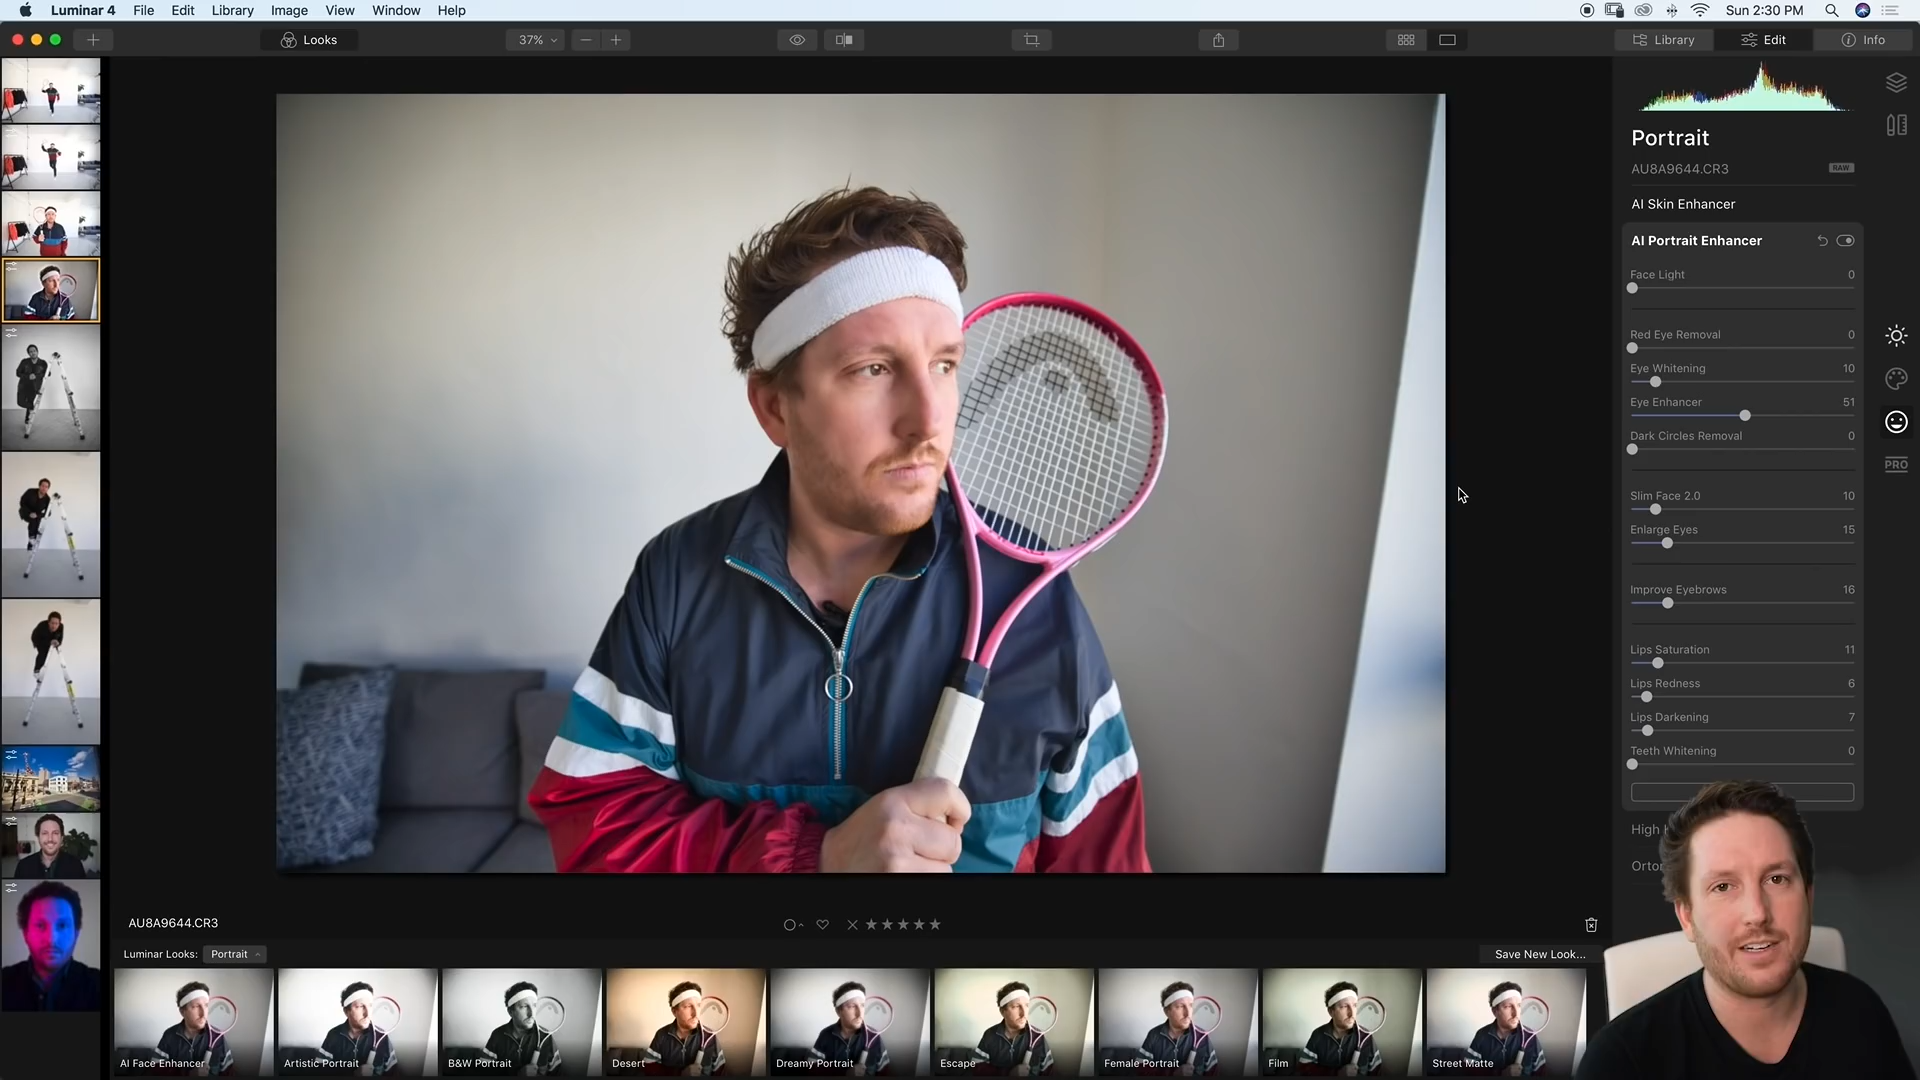 Luminar 4 File Edit Library Image View Window Help
Sun 2:30 PM
Looks
37%
Library Edit Info
Portrait
AU8A9644.CR3 RAW
AI Skin Enhancer
AI Portrait Enhancer
Face Light 0
Red Eye Removal 0
Eye Whitening 10
Eye Enhancer 51
Dark Circles Removal 0
PRO
Slim Face 2.0 10
Enlarge Eyes 15
Improve Eyebrows 16
Lips Saturation 11
Lips Redness 6
Lips Darkening 7
Teeth Whitening 0
High
AU8A9644.CR3
Luminar Looks: Portrait
Save New Look...
AI Face Enhancer
Artistic Portrait
B&W Portrait
Desert
Dreamy Portrait
Escape
Female Portrait
Film
Street Matte